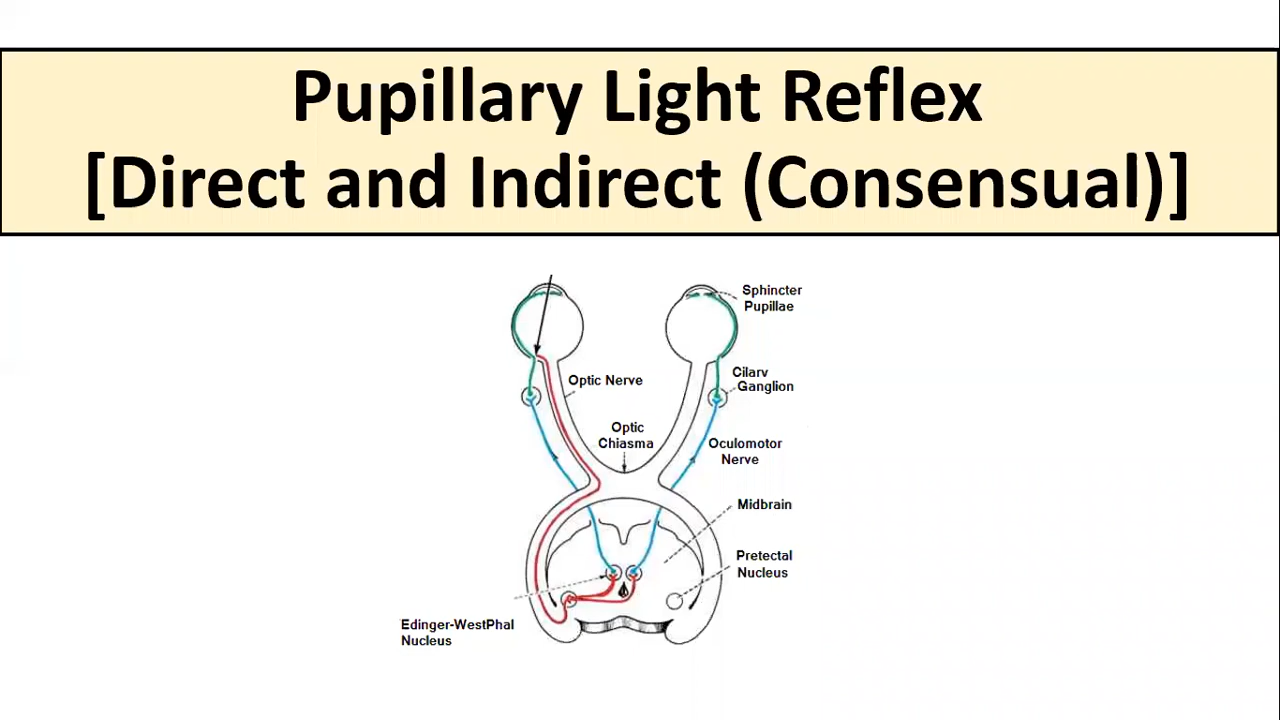 Pupillary Light Reflex
[Direct and Indirect (Consensual)]
Sphincter
Pupillae
Optic Nerve
Cilarv
Ganglion
Optic
Chiasma
Oculomotor
Nerve
Midbrain
Pretectal
Nucleus
Edinger-WestPhal
Nucleus